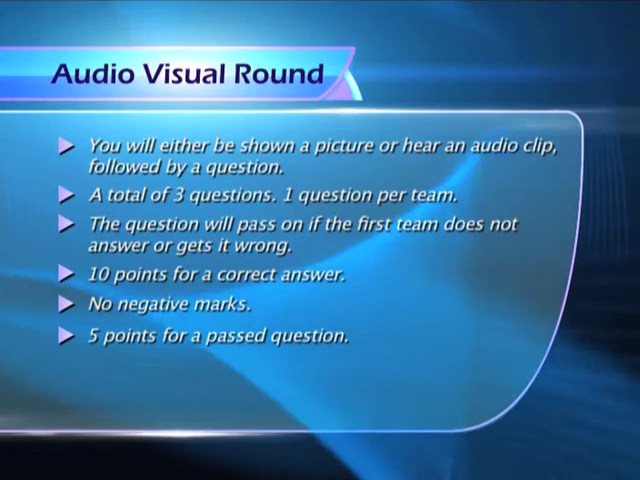 Audio Visual Round
You will either be shown a picture or hear an audio clip,
followed by a question.
A total of 3 questions. 1 question per team.
The question will pass on if the first team does not
answer or gets it wrong.
10 points for a correct answer.
No negative marks.
5 points for a passed question.